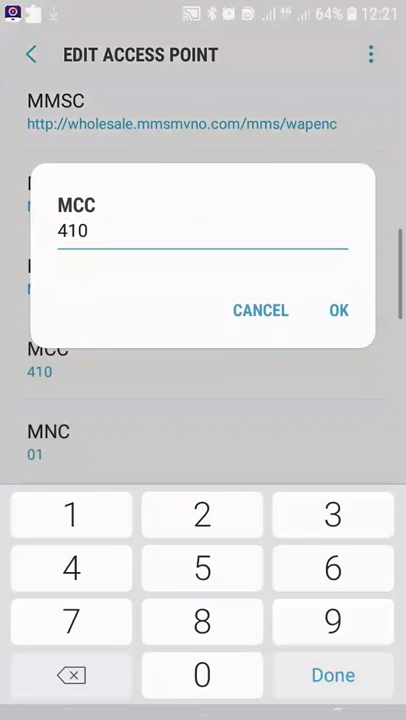 4G 64% 12:21
EDIT ACCESS POINT
MMSC
http://wholesale.mmsmvno.com/mms/wapenc
MCC
410
CANCEL OK
MCC
410
MNC
01
1 2 3
4 5 6
7 8 9
0 Done